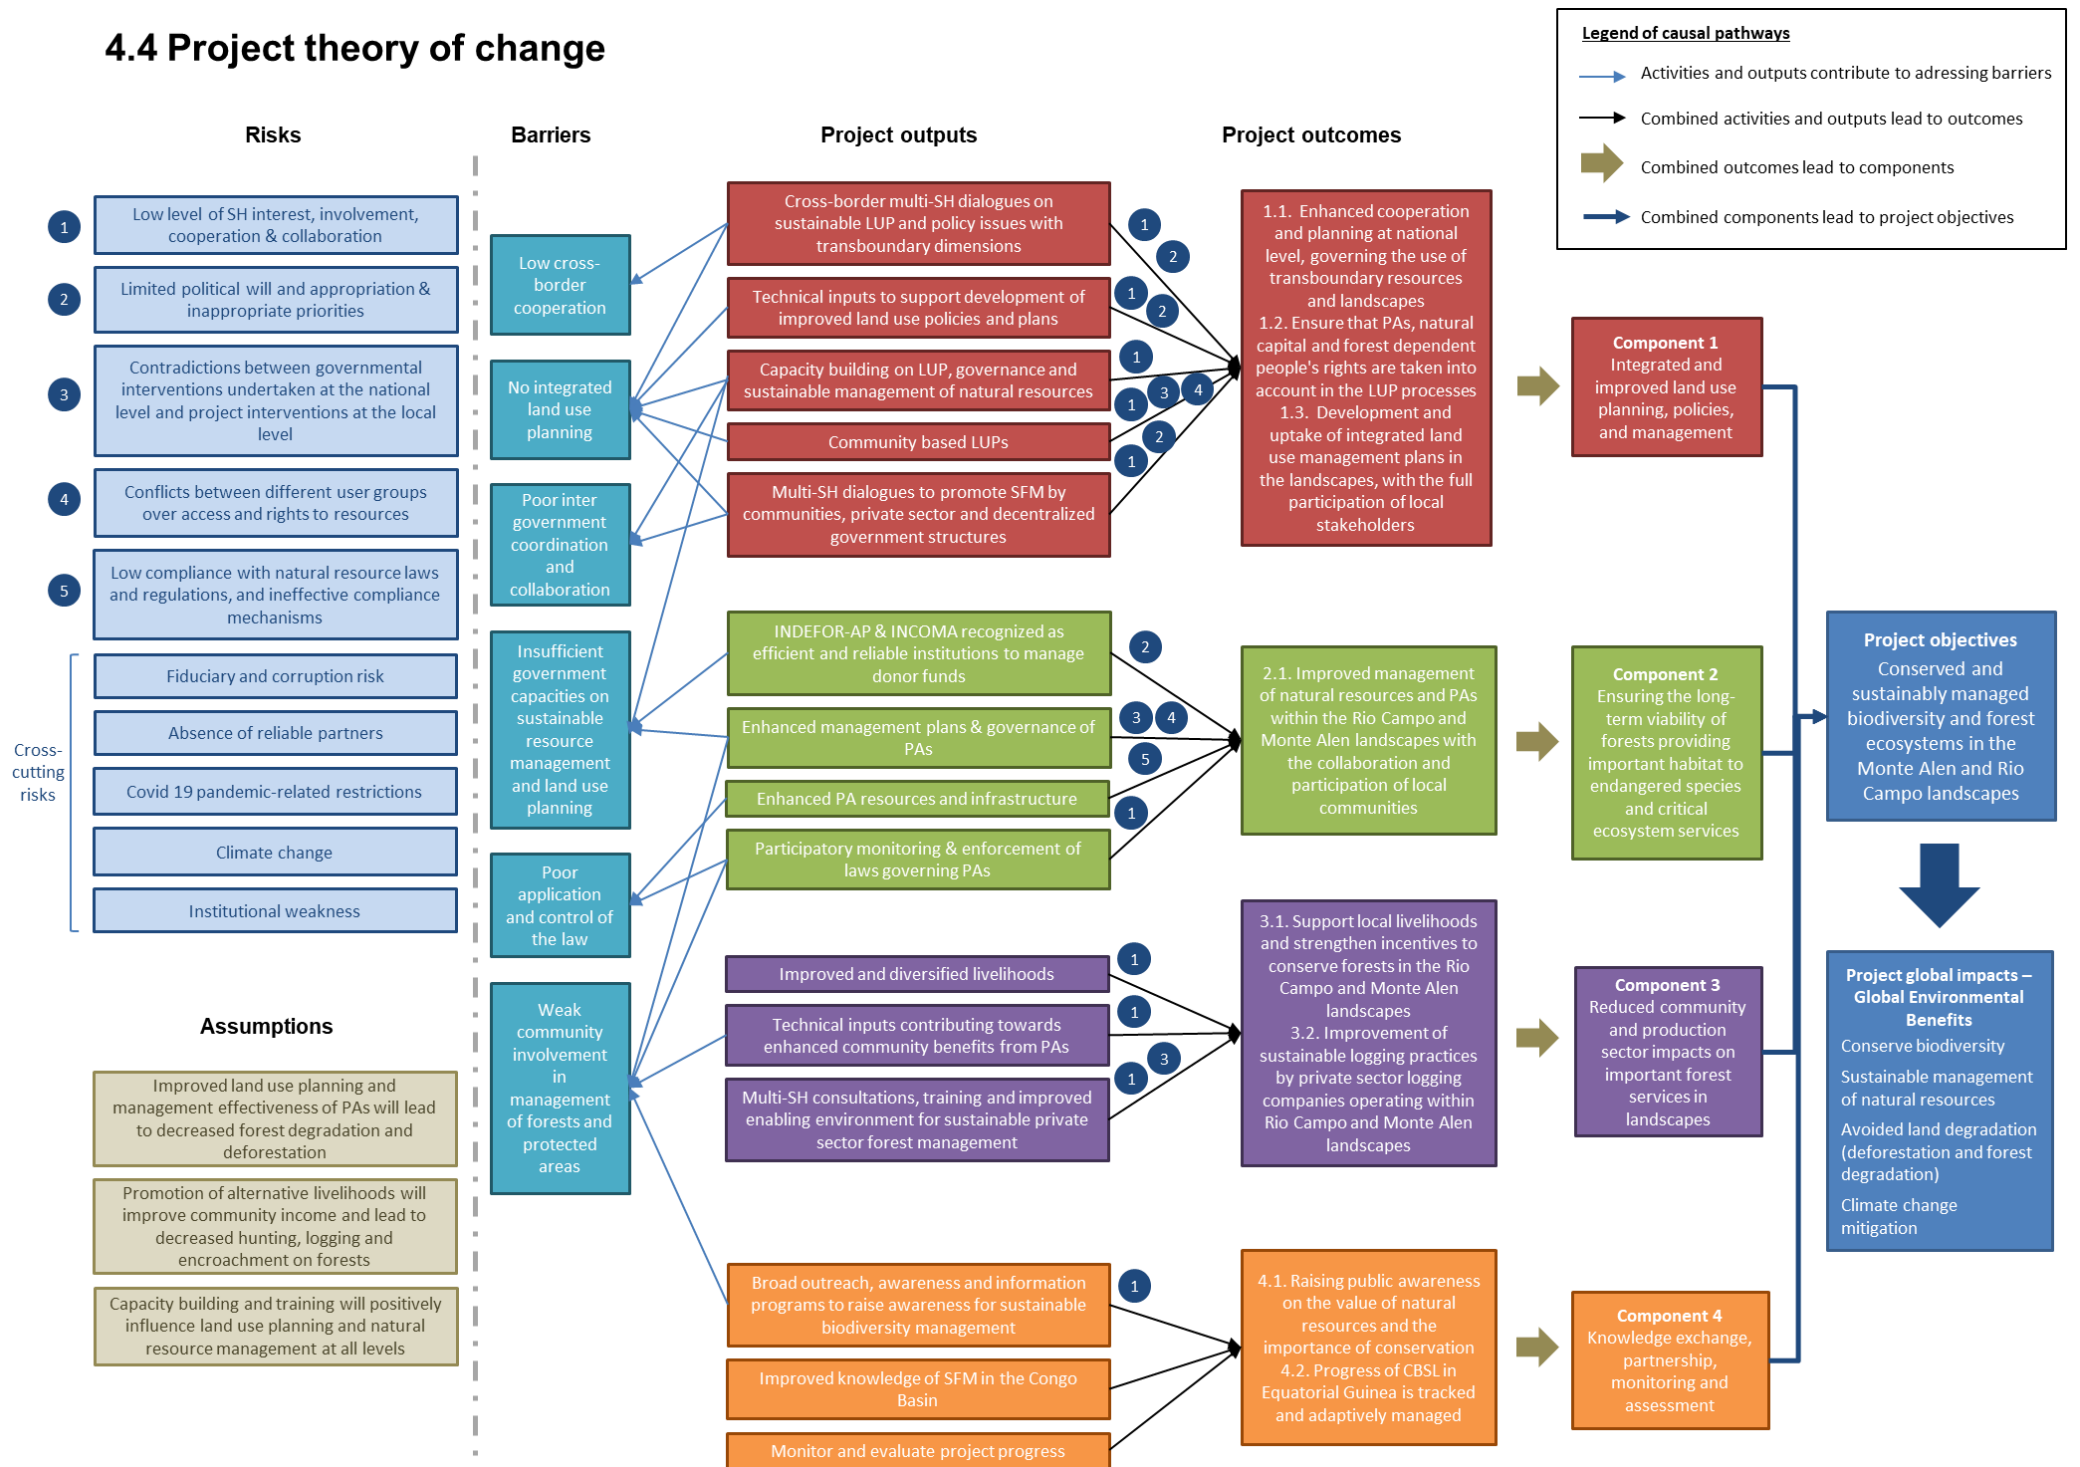 4.4 Project theory of change
Legend of causal pathways
Activities and outputs contribute to adressing barriers
Combined activities and outputs lead to outcomes
Combined outcomes lead to components
Combined components lead to project objectives
Risks
1
Low level of SH interest, involvement,
cooperation & collaboration
2
Limited political will and appropriation &
inappropriate priorities
3
Contradictions between governmental
interventions undertaken at the national
level and project interventions at the local
level
4
Conflicts between different user groups
over access and rights to resources
5
Low compliance with natural resource laws
and regulations, and ineffective compliance
mechanisms
Cross-
cutting
risks
Fiduciary and corruption risk
Absence of reliable partners
Covid 19 pandemic-related restrictions
Climate change
Institutional weakness
Assumptions
Improved land use planning and
management effectiveness of PAs will lead
to decreased forest degradation and
deforestation
Promotion of alternative livelihoods will
improve community income and lead to
decreased hunting, logging and
encroachment on forests
Capacity building and training will positively
influence land use planning and natural
resource management at all levels
Barriers
Low cross-
border
cooperation
No integrated
land use
planning
Poor inter
government
coordination
and
collaboration
Insufficient
government
capacities on
sustainable
resource
management
and land use
planning
Poor
application
and control of
the law
Weak
community
involvement
in
management
of forests and
protected
areas
Project outputs
Cross-border multi-SH dialogues on
sustainable LUP and policy issues with
transboundary dimensions
Technical inputs to support development of
improved land use policies and plans
Capacity building on LUP, governance and
sustainable management of natural resources
Community based LUPs
Multi-SH dialogues to promote SFM by
communities, private sector and decentralized
government structures
INDEFOR-AP & INCOMA recognized as
efficient and reliable institutions to manage
donor funds
Enhanced management plans & governance of
PAs
Enhanced PA resources and infrastructure
Participatory monitoring & enforcement of
laws governing PAs
Improved and diversified livelihoods
Technical inputs contributing towards
enhanced community benefits from PAs
Multi-SH consultations, training and improved
enabling environment for sustainable private
sector forest management
Broad outreach, awareness and information
programs to raise awareness for sustainable
biodiversity management
Improved knowledge of SFM in the Congo
Basin
Monitor and evaluate project progress
1
2
1
2
1
1 3 4
1 2
2
3 4
5
1
1
1
1 3
1
Project outcomes
1.1. Enhanced cooperation
and planning at national
level, governing the use of
transboundary resources
and landscapes
1.2. Ensure that PAs, natural
capital and forest dependent
people's rights are taken into
account in the LUP processes
1.3. Development and
uptake of integrated land
use management plans in
the landscapes, with the full
participation of local
stakeholders
2.1. Improved management
of natural resources and PAs
within the Rio Campo and
Monte Alen landscapes with
the collaboration and
participation of local
communities
3.1. Support local livelihoods
and strengthen incentives to
conserve forests in the Rio
Campo and Monte Alen
landscapes
3.2. Improvement of
sustainable logging practices
by private sector logging
companies operating within
Rio Campo and Monte Alen
landscapes
4.1. Raising public awareness
on the value of natural
resources and the
importance of conservation
4.2. Progress of CBSL in
Equatorial Guinea is tracked
and adaptively managed
Component 1
Integrated and
improved land use
planning, policies,
and management
Component 2
Ensuring the long-
term viability of
forests providing
important habitat to
endangered species
and critical
ecosystem services
Component 3
Reduced community
and production
sector impacts on
important forest
services in
landscapes
Component 4
Knowledge exchange,
partnership,
monitoring and
assessment
Project objectives
Conserved and
sustainably managed
biodiversity and forest
ecosystems in the
Monte Alen and Rio
Campo landscapes
Project global impacts –
Global Environmental
Benefits
Conserve biodiversity
Sustainable management
of natural resources
Avoided land degradation
(deforestation and forest
degradation)
Climate change
mitigation